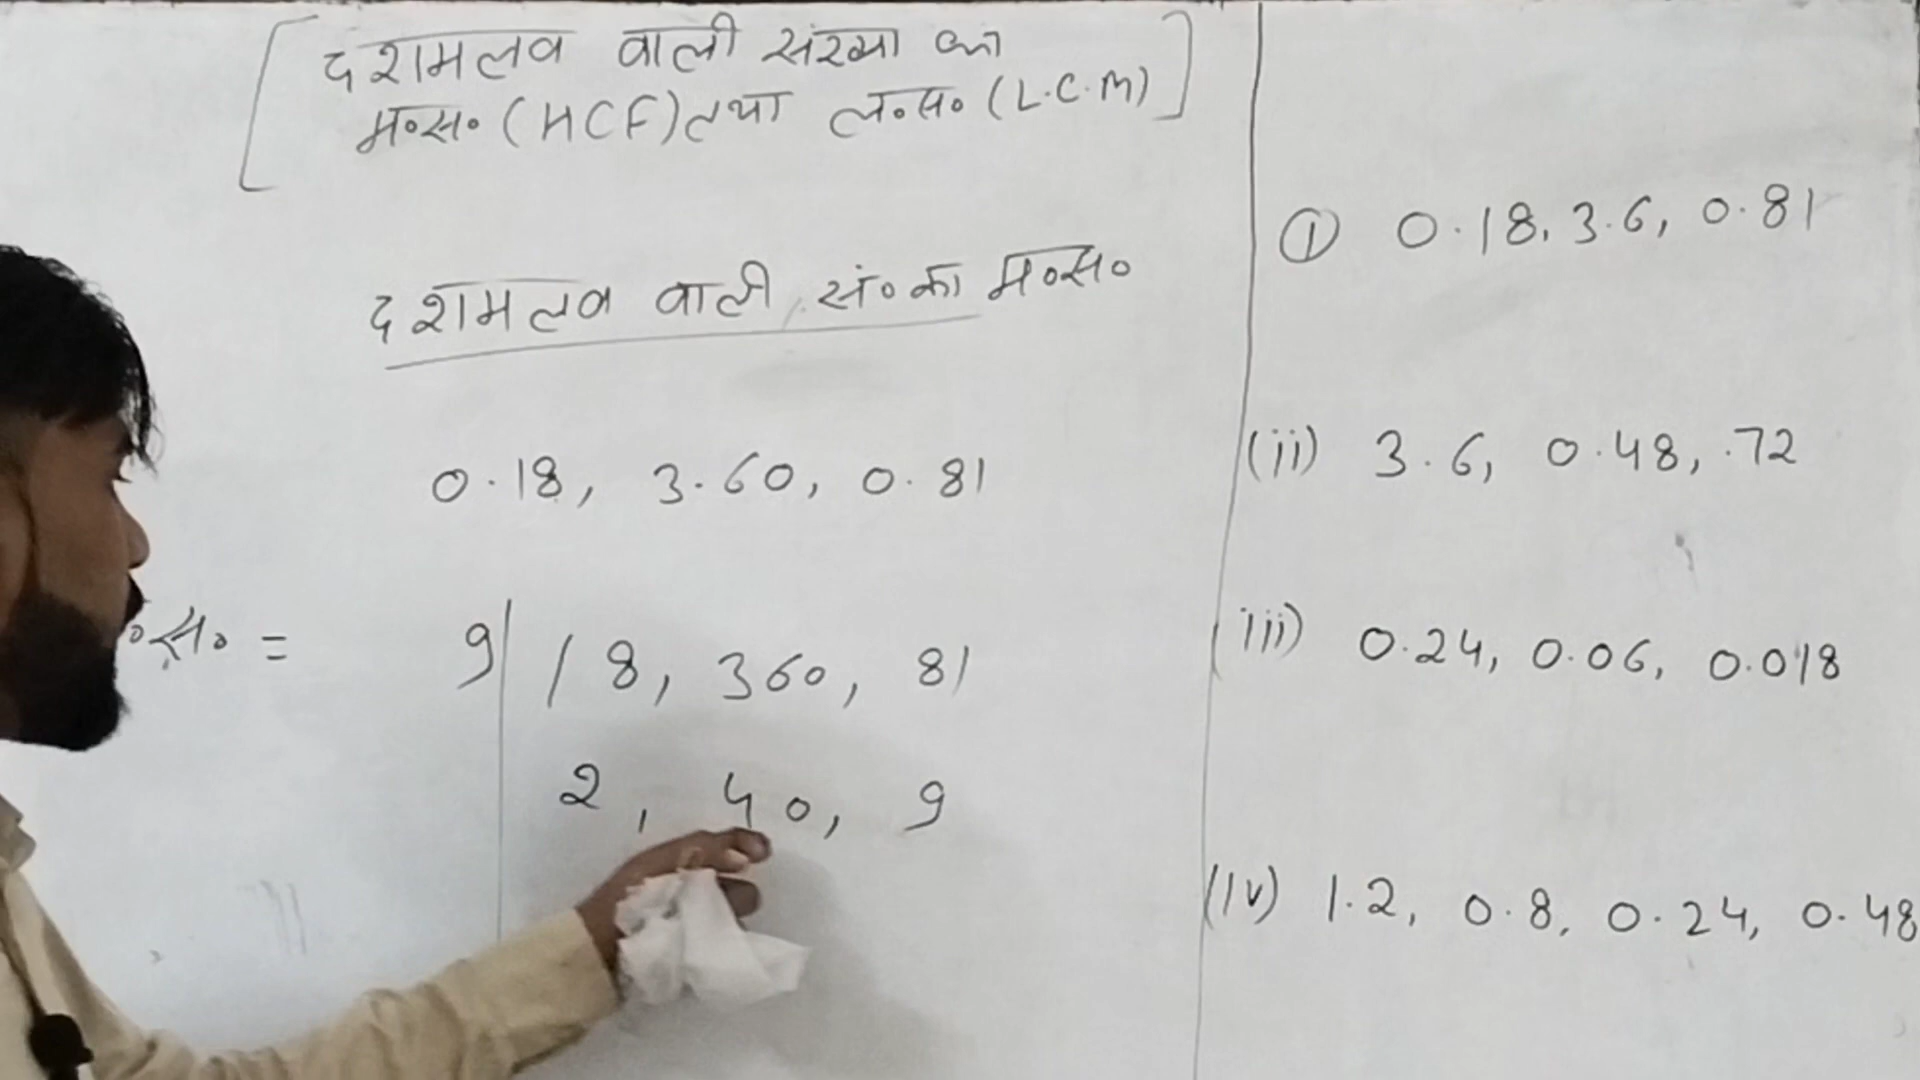 दशमलव वाली संख्या का
म०स० (HCF) तथा ल०स० (L.C.M)
दशमलव वाली सं० का म०स०
0.18, 3.60, 0.81
०स० =
9 18, 360, 81
2, 40, 9
① 0.18, 3.6, 0.81
(ii) 3.6, 0.48, .72
(iii) 0.24, 0.06, 0.018
(iv) 1.2, 0.8, 0.24, 0.48